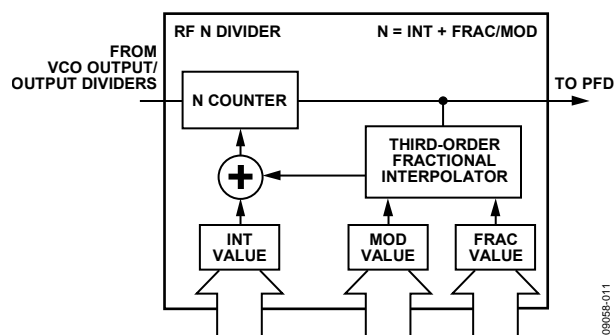 RF N DIVIDER
N = INT + FRAC/MOD
FROM
VCO OUTPUT/
OUTPUT DIVIDERS
N COUNTER
TO PFD
THIRD-ORDER
FRACTIONAL
INTERPOLATOR
+
INT
VALUE
MOD
VALUE
FRAC
VALUE
09058-011